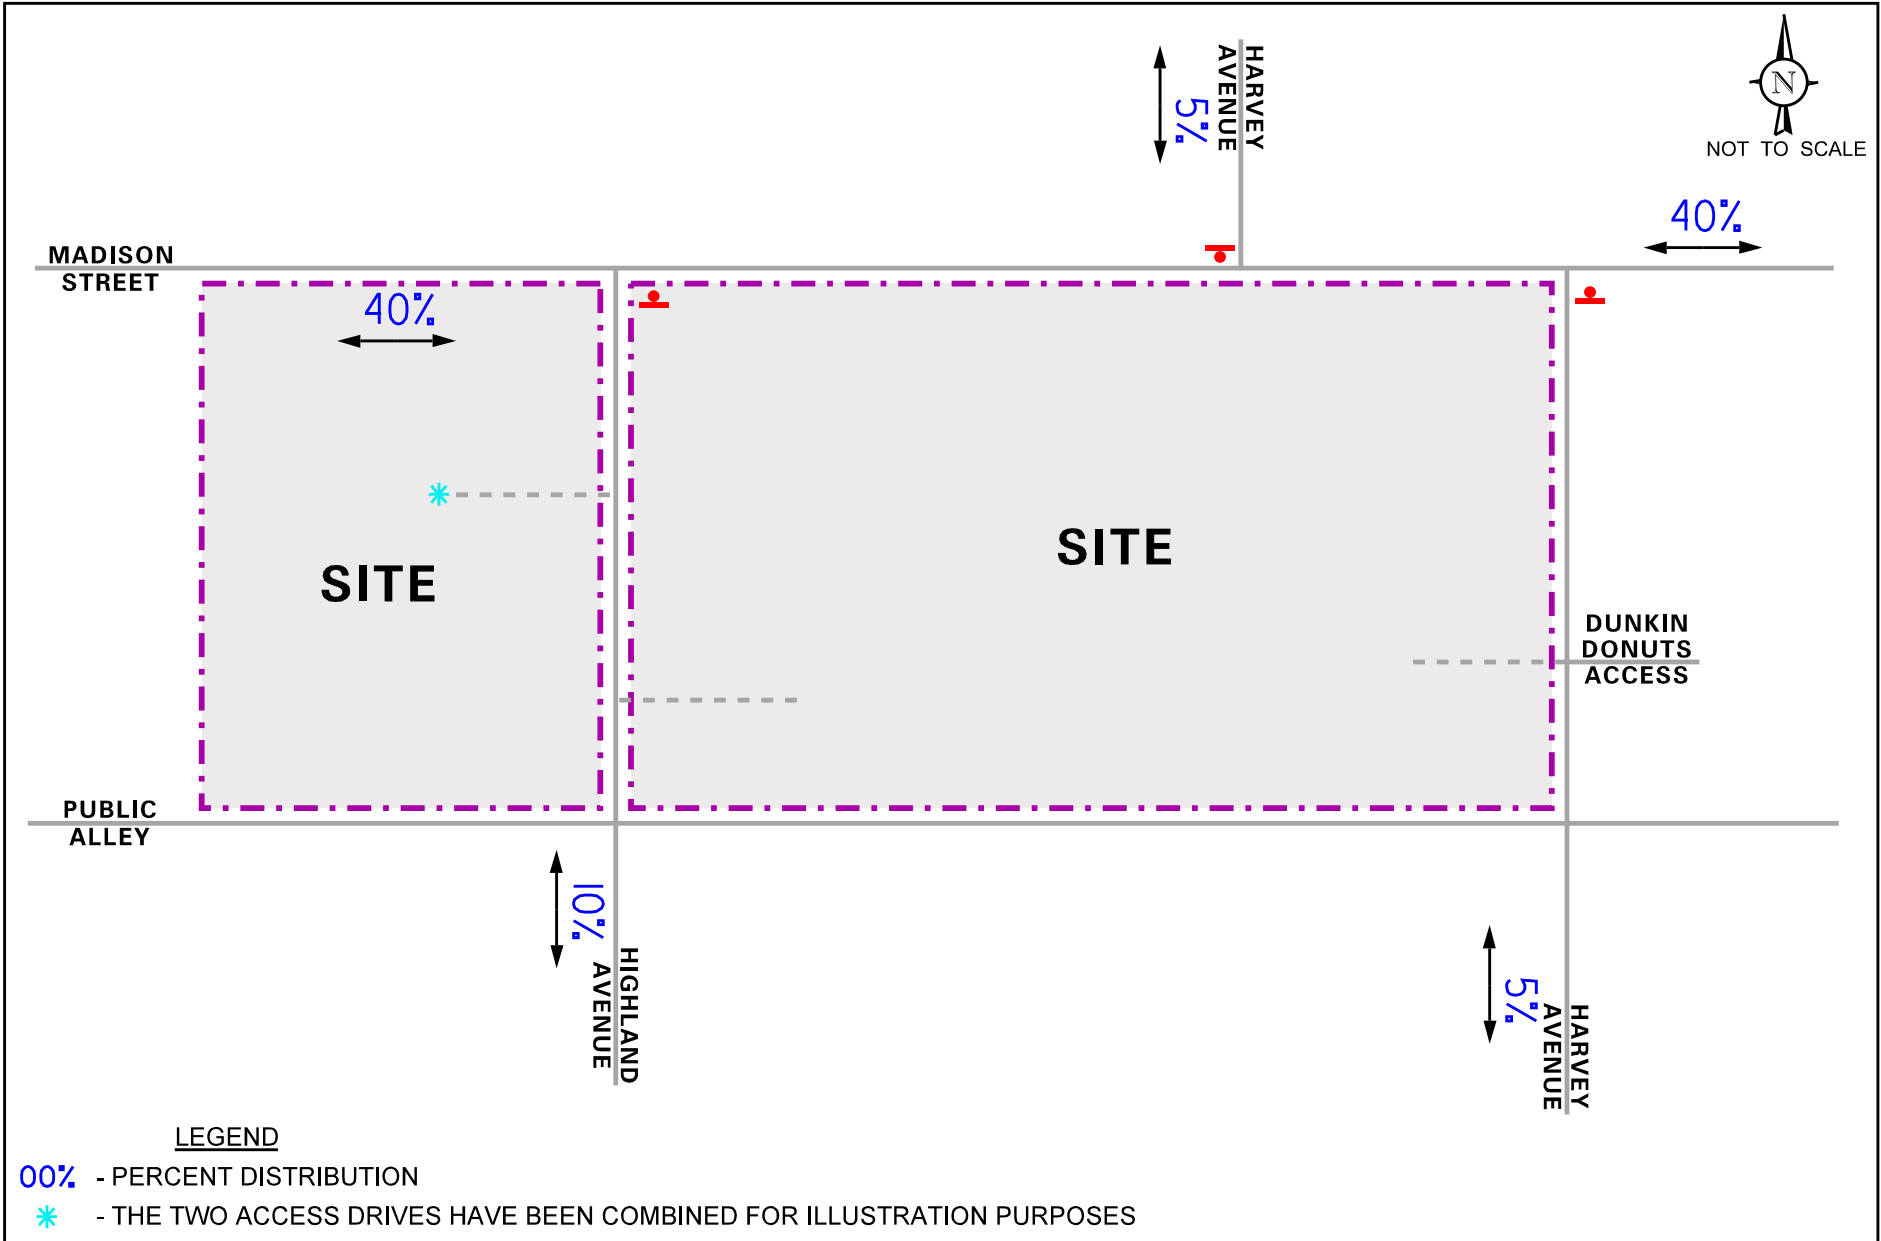 HARVEY
AVENUE
5%
N
NOT TO SCALE
40%
MADISON
STREET
40%
SITE
SITE
DUNKIN
DONUTS
ACCESS
PUBLIC
ALLEY
10%
HIGHLAND
AVENUE
5%
HARVEY
AVENUE
LEGEND
00% - PERCENT DISTRIBUTION
- THE TWO ACCESS DRIVES HAVE BEEN COMBINED FOR ILLUSTRATION PURPOSES